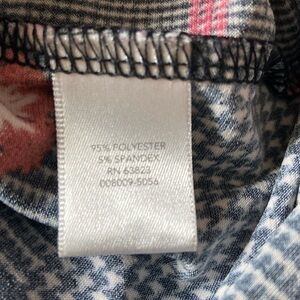 95% POLYESTER
5% SPANDEX
RN 63823
008009-5056